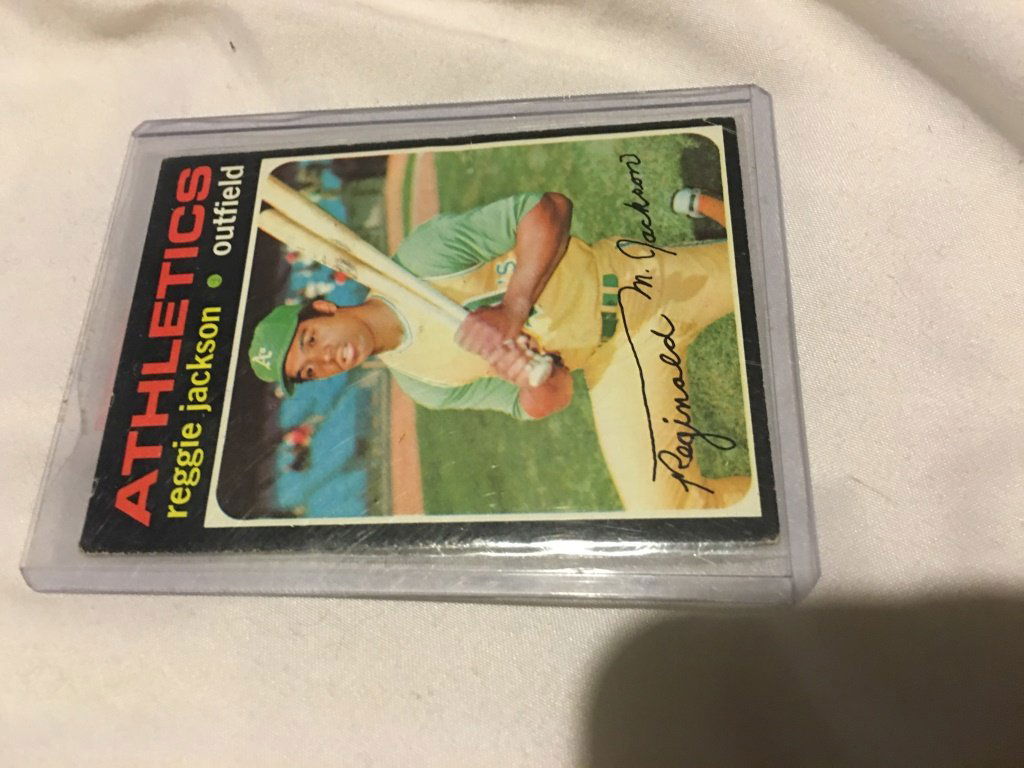 ATHLETICS
reggie jackson • outfield
A's
Reginald M. Jackson